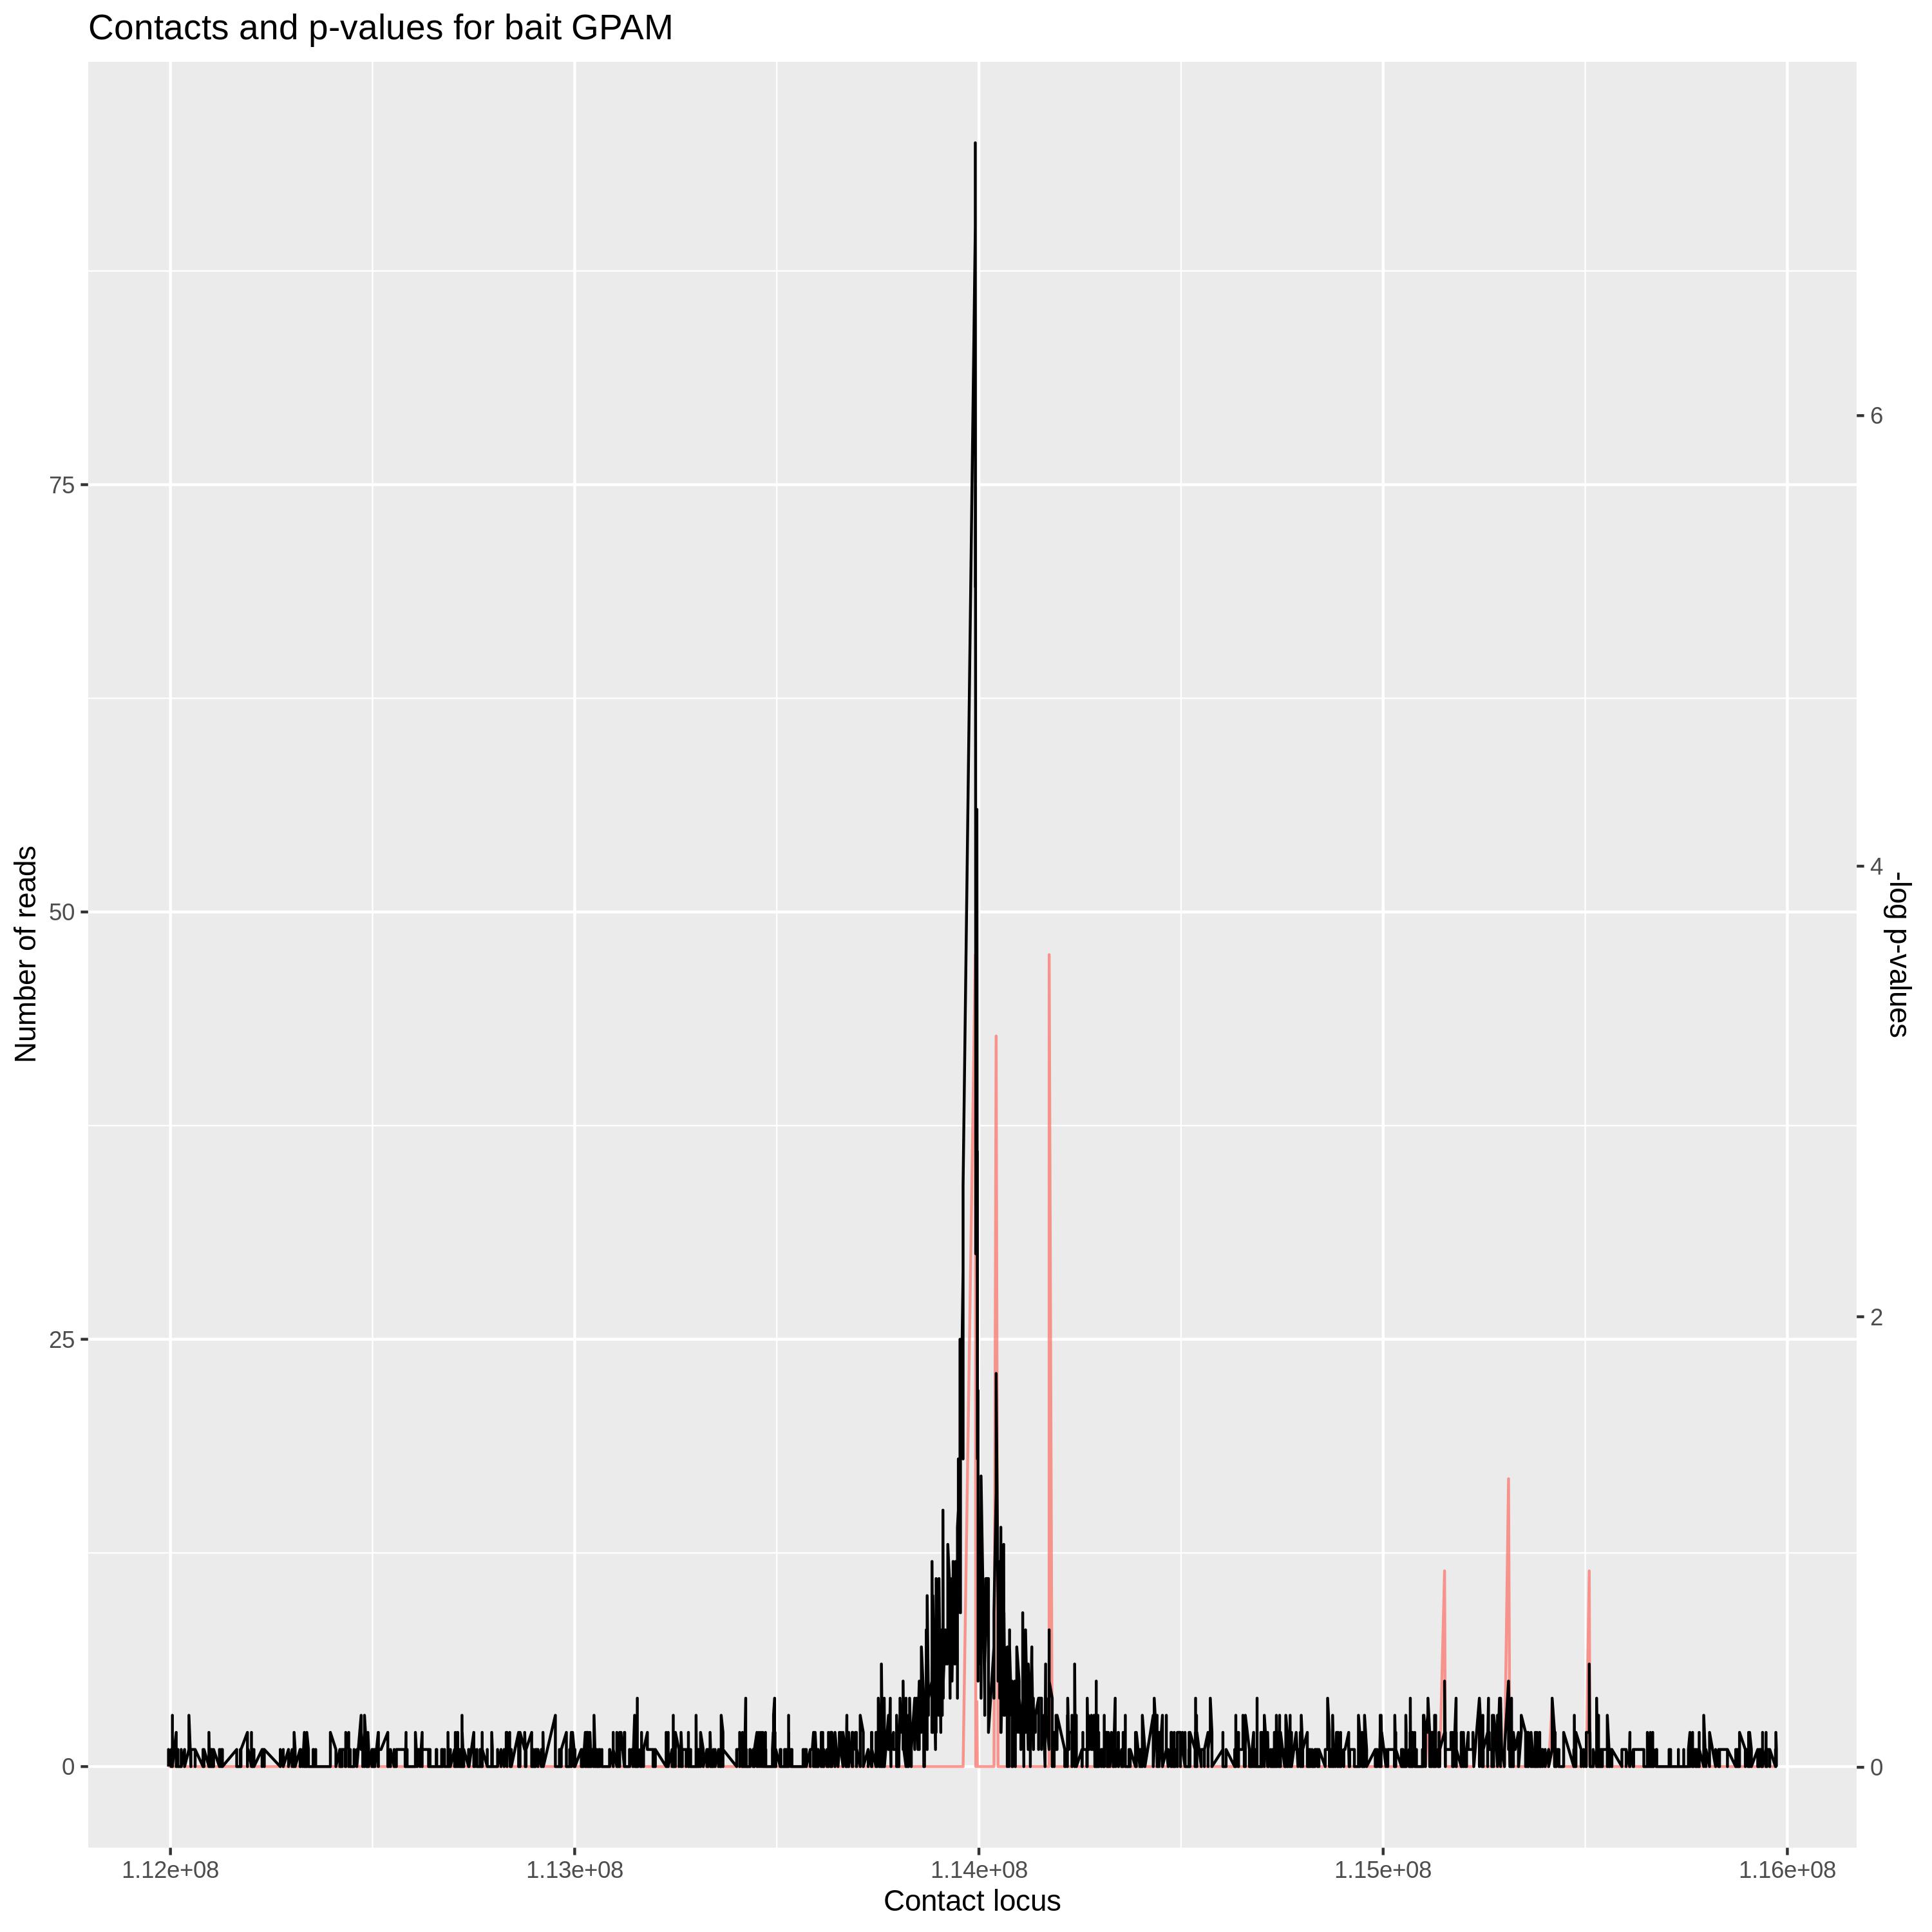 Contacts and p-values for bait GPAM
Number of reads
75
50
25
0
6
4
2
0
-log p-values
1.12e+08
1.13e+08
1.14e+08
1.15e+08
1.16e+08
Contact locus